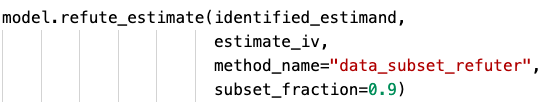 model.refute_estimate(identified_estimand,
estimate_iv,
method_name="data_subset_refuter",
subset_fraction=0.9)